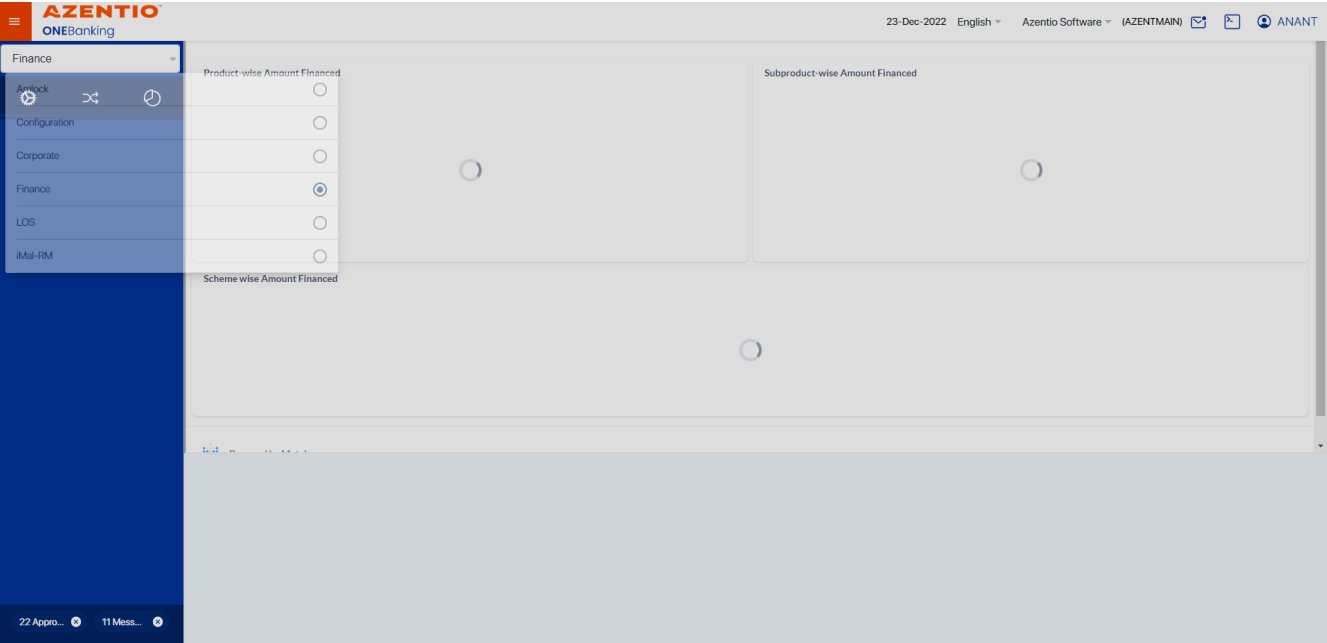 AZENTIO
ONEBanking
23-Dec-2022 English Azentio Software (AZENTMAIN) ANANT
Finance
Product-wise Amount Financed
Subproduct-wise Amount Financed
Amlock
Configuration
Corporate
Finance
LOS
iMal-RM
Scheme wise Amount Financed
22 Appro...
11 Mess...